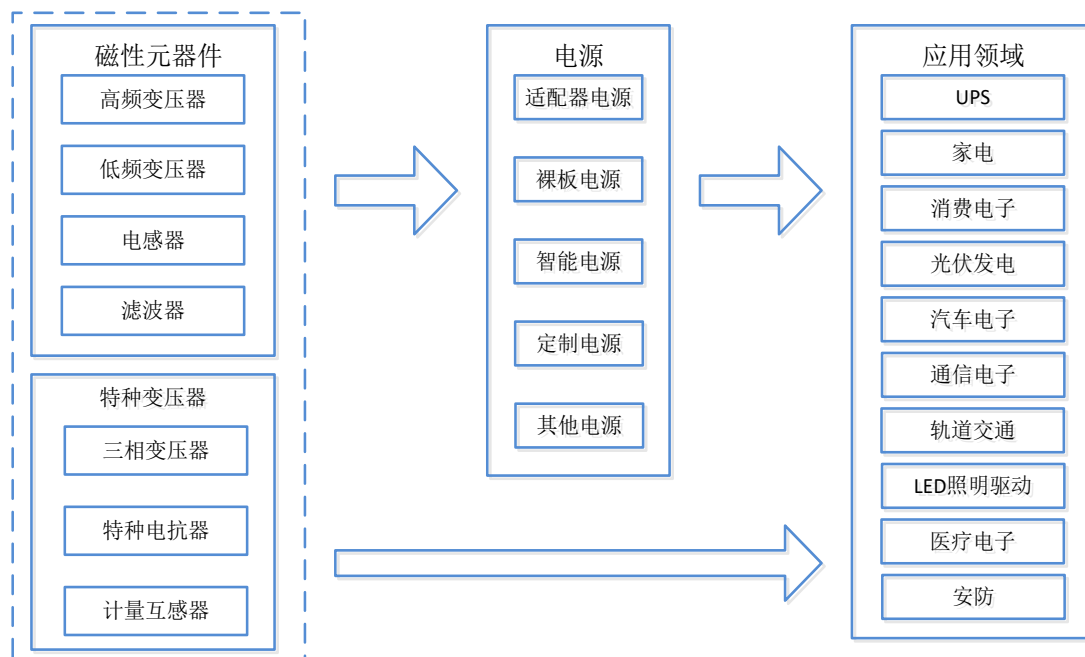 磁性元器件
高频变压器
低频变压器
电感器
滤波器
特种变压器
三相变压器
特种电抗器
计量互感器
电源
适配器电源
裸板电源
智能电源
定制电源
其他电源
应用领域
UPS
家电
消费电子
光伏发电
汽车电子
通信电子
轨道交通
LED照明驱动
医疗电子
安防